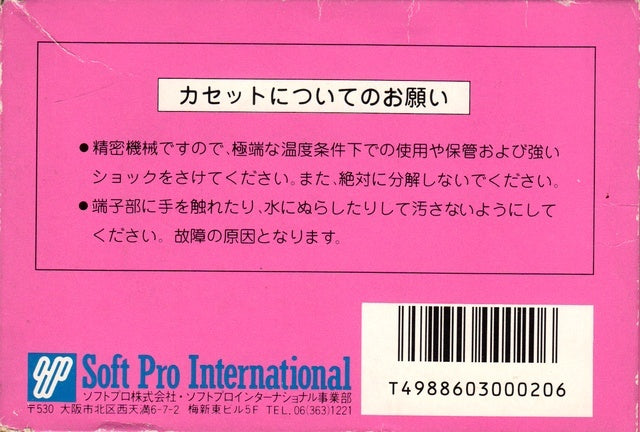 カセットについてのお願い
●精密機械ですので、極端な温度条件下での使用や保管および強い
ショックをさけてください。また、絶対に分解しないでください。
●端子部に手を触れたり、水にぬらしたりして汚さないようにして
ください。故障の原因となります。
Soft Pro International
ソフトプロ株式会社・ソフトプロインターナショナル事業部
〒530 大阪市北区西天満6-7-2 梅新東ビル5F TEL.06(363)1221
T4988603000206